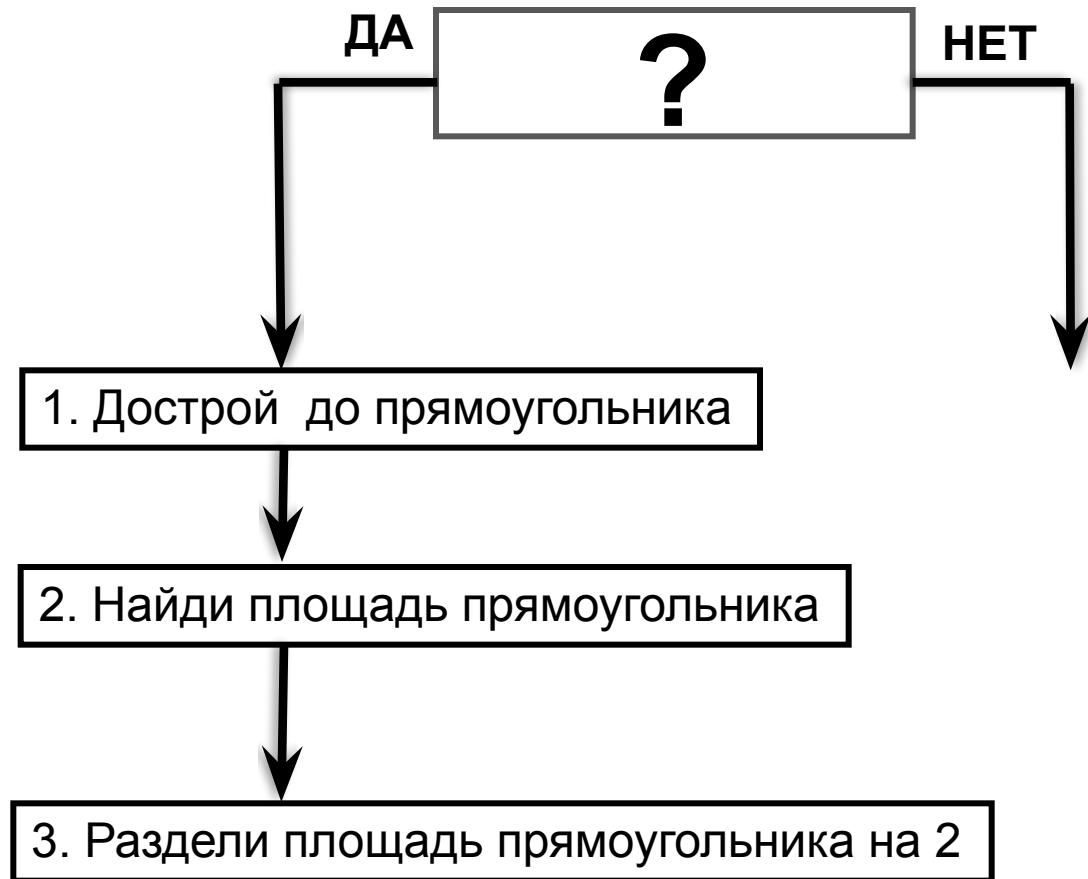 ДА
?
НЕТ
1. Дострой до прямоугольника
2. Найди площадь прямоугольника
3. Раздели площадь прямоугольника на 2